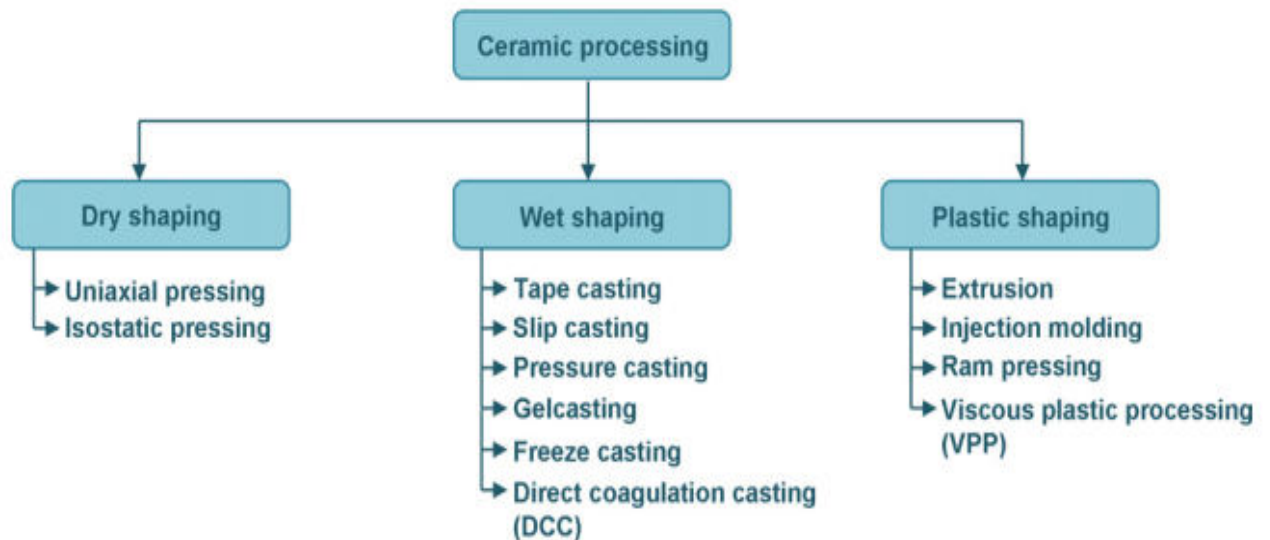 Ceramic processing
Dry shaping
Uniaxial pressing
Isostatic pressing
Wet shaping
Tape casting
Slip casting
Pressure casting
Gelcasting
Freeze casting
Direct coagulation casting
(DCC)
Plastic shaping
Extrusion
Injection molding
Ram pressing
Viscous plastic processing
(VPP)